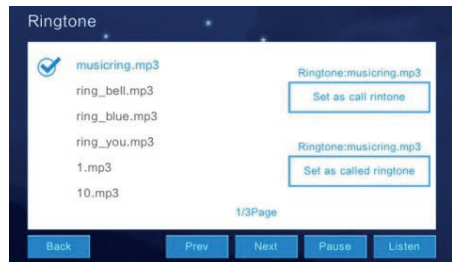 Ringtone
musicring.mp3
ring_bell.mp3
ring_blue.mp3
ring_you.mp3
1.mp3
10.mp3
Ringtone:musicring.mp3
Set as call rintone
Ringtone:musicring.mp3
Set as called ringtone
1/3Page
Back Prev Next Pause Listen